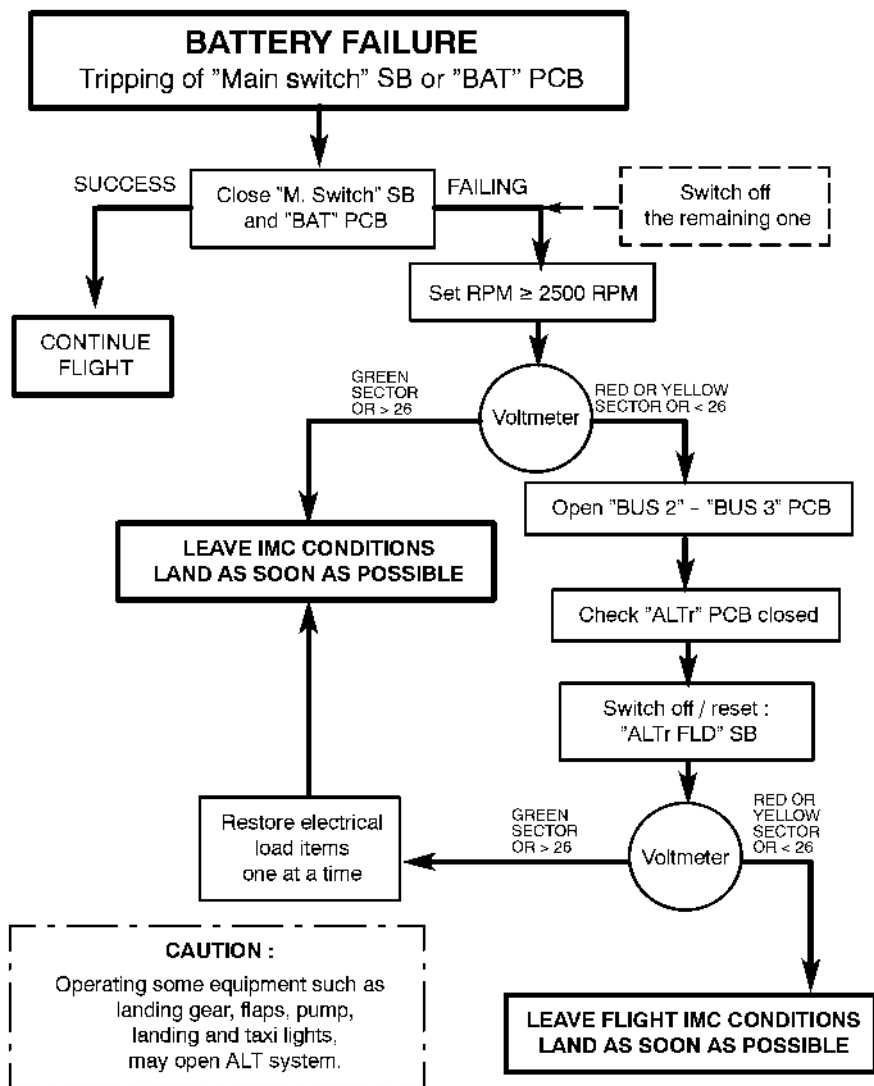 BATTERY FAILURE
Tripping of "Main switch" SB or "BAT" PCB
SUCCESS
Close "M. Switch" SB
and "BAT" PCB
FAILING
Switch off
the remaining one
Set RPM ≥ 2500 RPM
CONTINUE
FLIGHT
GREEN
SECTOR
OR > 26
Voltmeter
RED OR YELLOW
SECTOR OR < 26
Open "BUS 2" – "BUS 3" PCB
LEAVE IMC CONDITIONS
LAND AS SOON AS POSSIBLE
Check "ALTr" PCB closed
Switch off / reset :
"ALTr FLD" SB
Restore electrical
load items
one at a time
GREEN
SECTOR
OR > 26
Voltmeter
RED OR
YELLOW
SECTOR
OR < 26
CAUTION :
Operating some equipment such as
landing gear, flaps, pump,
landing and taxi lights,
may open ALT system.
LEAVE FLIGHT IMC CONDITIONS
LAND AS SOON AS POSSIBLE